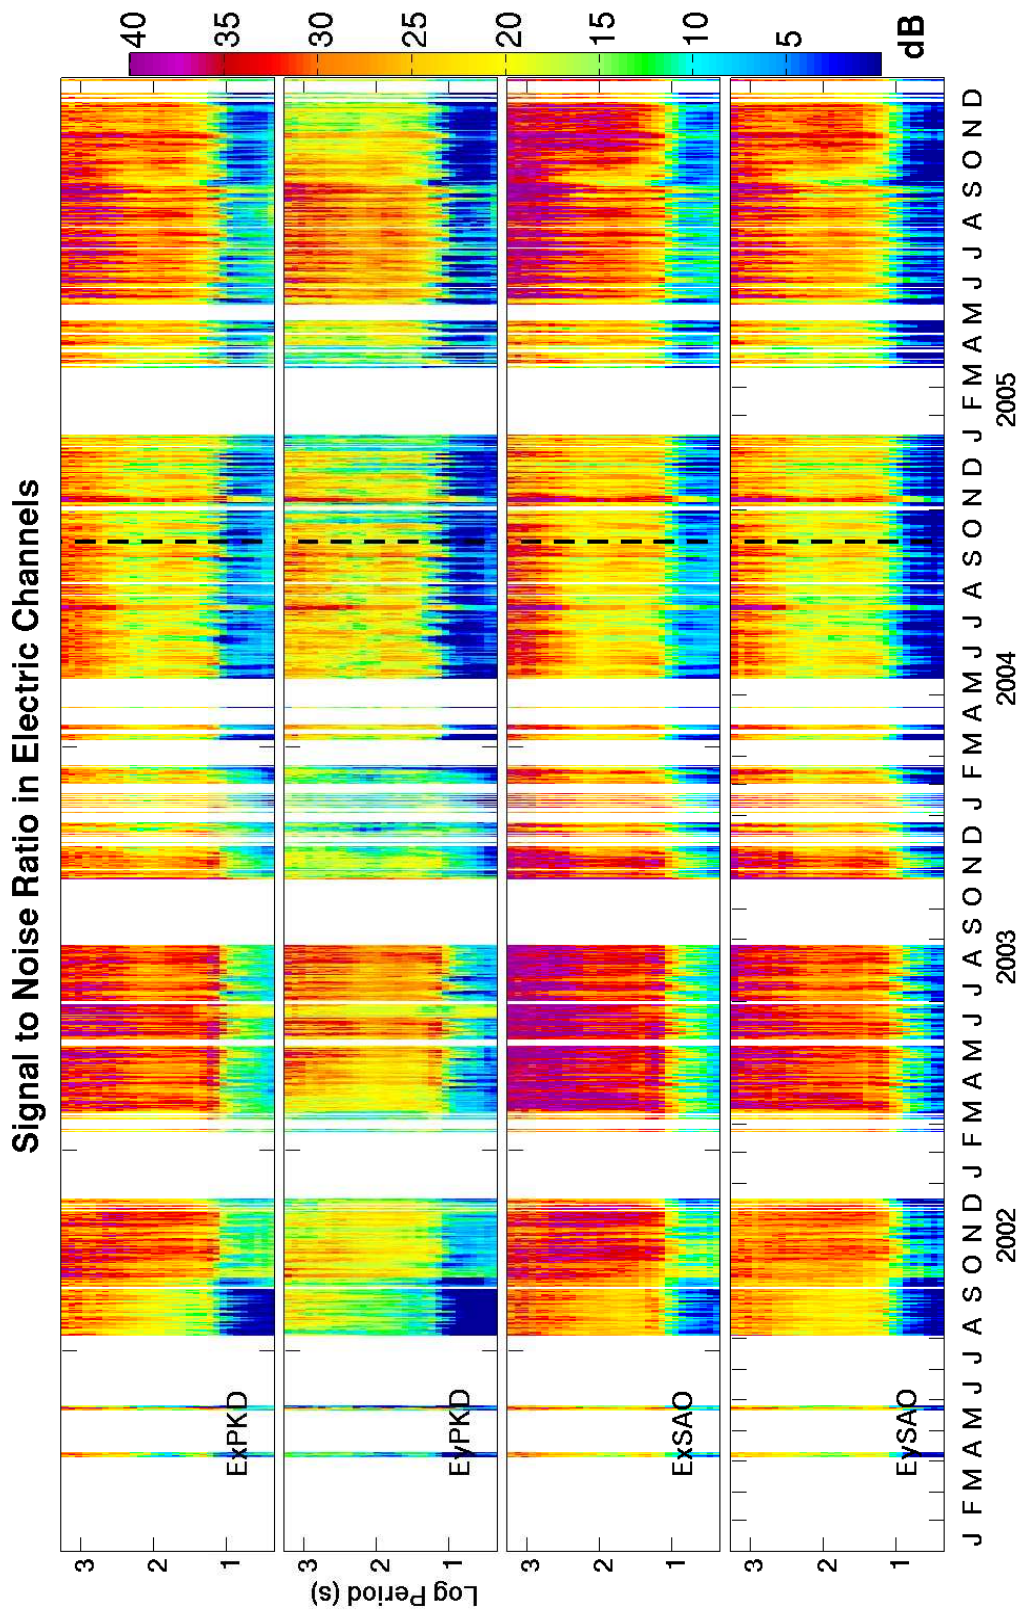 Signal to Noise Ratio in Electric Channels
3
2
1
ExPKD
3
2
1
EyPKD
3
2
1
ExSAO
3
2
1
EySAO
Log Period (s)
J F M A M J J A S O N D J F M A M J J A S O N D J F M A M J J A S O N D J F M A M J J A S O N D
2002 2003 2004 2005
40
35
30
25
20
15
10
5
dB